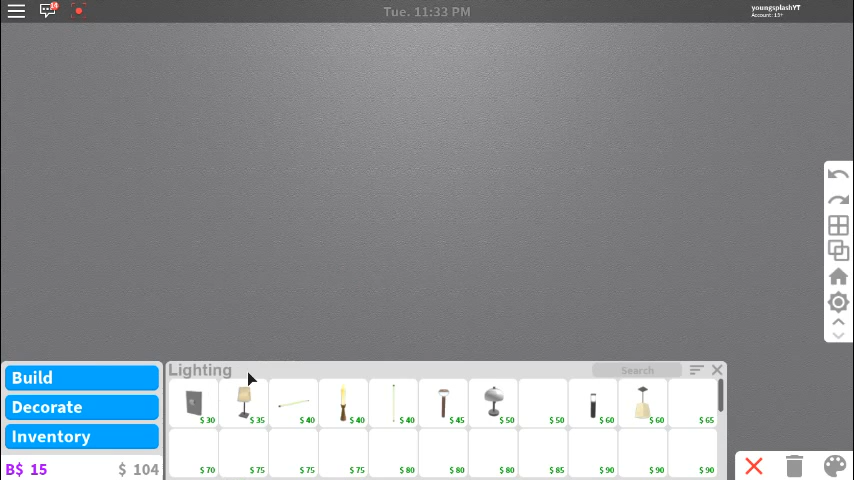 14
Tue. 11:33 PM
youngsplashYT
Account: 13+
Lighting
Search
Build
Decorate
Inventory
B$ 15
$ 104
$ 30
$ 35
$ 40
$ 40
$ 40
$ 45
$ 50
$ 50
$ 60
$ 60
$ 65
$ 70
$ 75
$ 75
$ 75
$ 80
$ 80
$ 80
$ 85
$ 90
$ 90
$ 90